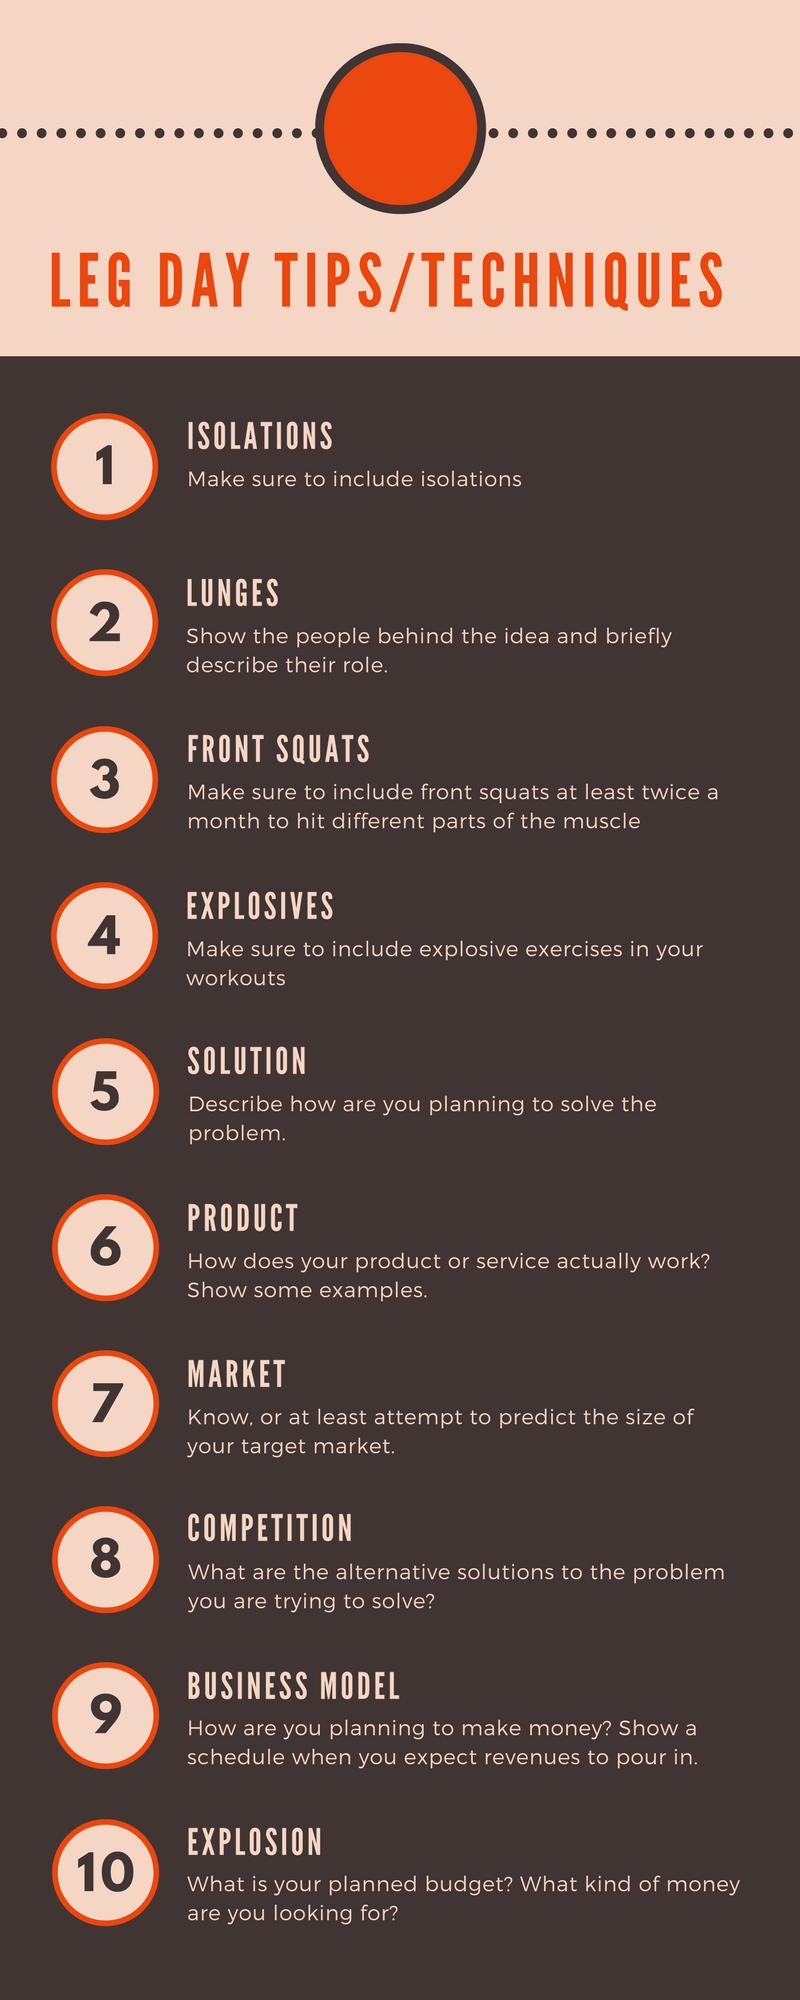 LEG DAY TIPS/TECHNIQUES
1
ISOLATIONS
Make sure to include isolations
2
LUNGES
Show the people behind the idea and briefly
describe their role.
3
FRONT SQUATS
Make sure to include front squats at least twice a
month to hit different parts of the muscle
4
EXPLOSIVES
Make sure to include explosive exercises in your
workouts
5
SOLUTION
Describe how are you planning to solve the
problem.
6
PRODUCT
How does your product or service actually work?
Show some examples.
7
MARKET
Know, or at least attempt to predict the size of
your target market.
8
COMPETITION
What are the alternative solutions to the problem
you are trying to solve?
9
BUSINESS MODEL
How are you planning to make money? Show a
schedule when you expect revenues to pour in.
10
EXPLOSION
What is your planned budget? What kind of money
are you looking for?